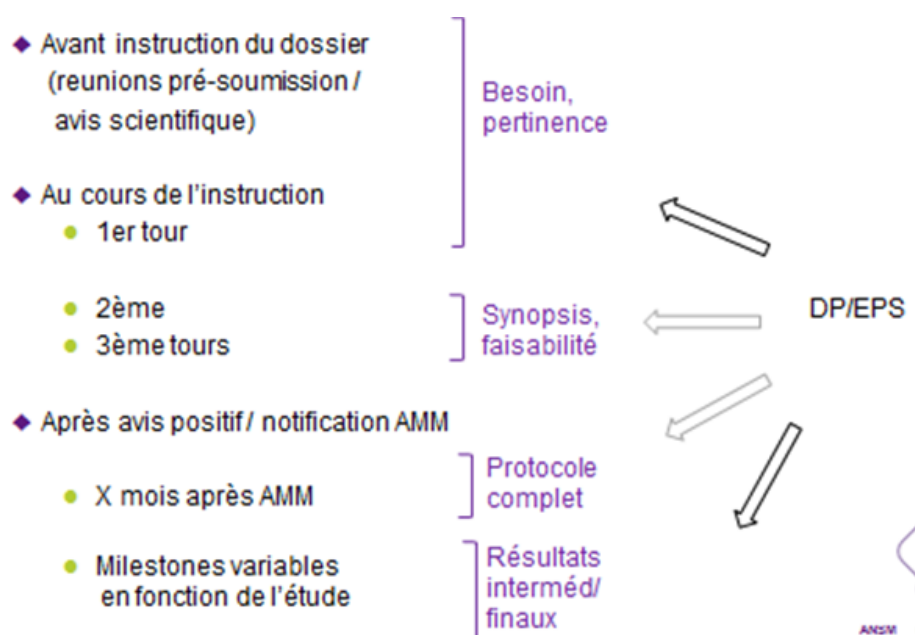 Avant instruction du dossier
(reunions pré-soumission /
avis scientifique)
Besoin,
pertinence
Au cours de l'instruction
1er tour
2ème
3ème tours
Synopsis,
faisabilité
DP/EPS
Après avis positif / notification AMM
X mois après AMM
Protocole
complet
Milestones variables
en fonction de l'étude
Résultats
interméd/
finaux
ANSM